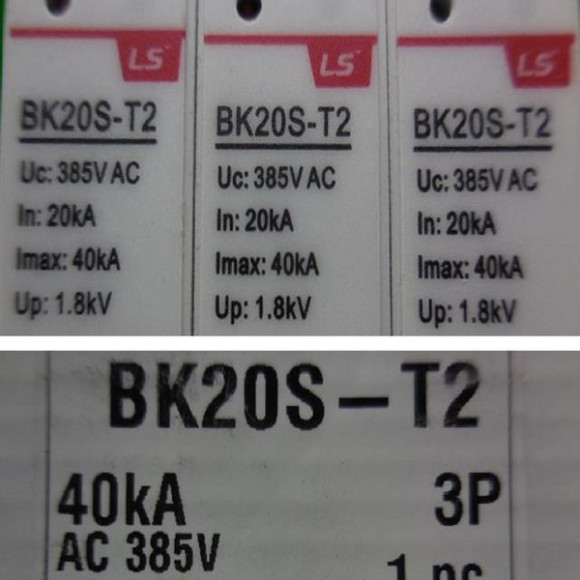 LS LS LS
BK20S-T2 BK20S-T2 BK20S-T2
Uc: 385V AC Uc: 385V AC Uc: 385V AC
In: 20kA In: 20kA In: 20kA
Imax: 40kA Imax: 40kA Imax: 40kA
Up: 1.8kV Up: 1.8kV Up: 1.8kV
BK20S-T2
40kA 3P
AC 385V
1